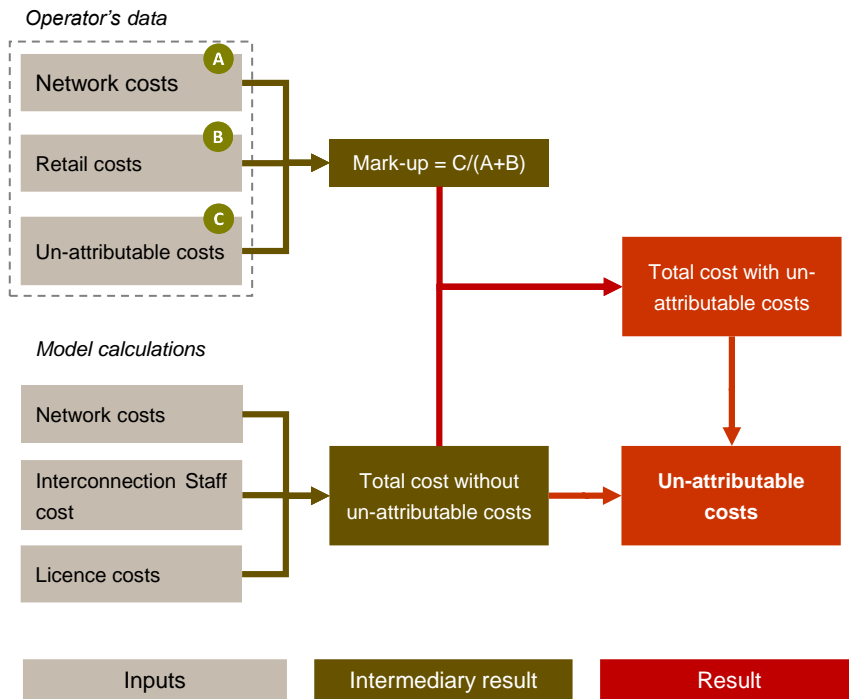 Operator's data
A
Network costs
B
Retail costs
Mark-up = C/(A+B)
C
Un-attributable costs
Total cost with un-
attributable costs
Model calculations
Network costs
Interconnection Staff
cost
Total cost without
un-attributable costs
Un-attributable
costs
Licence costs
Inputs
Intermediary result
Result